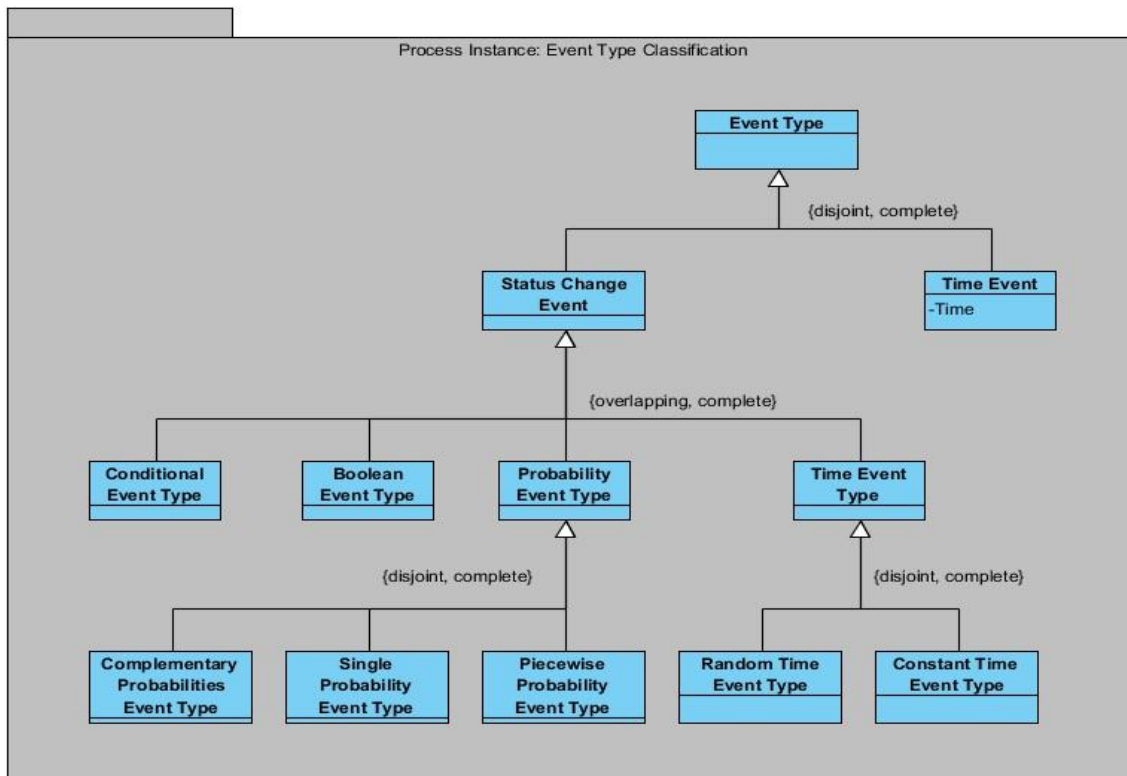 Process Instance: Event Type Classification
Event Type
{disjoint, complete}
Status Change
Event
Time Event
-Time
{overlapping, complete}
Conditional
Event Type
Boolean
Event Type
Probability
Event Type
Time Event
Type
{disjoint, complete}
{disjoint, complete}
Complementary
Probabilities
Event Type
Single
Probability
Event Type
Piecewise
Probability
Event Type
Random Time
Event Type
Constant Time
Event Type